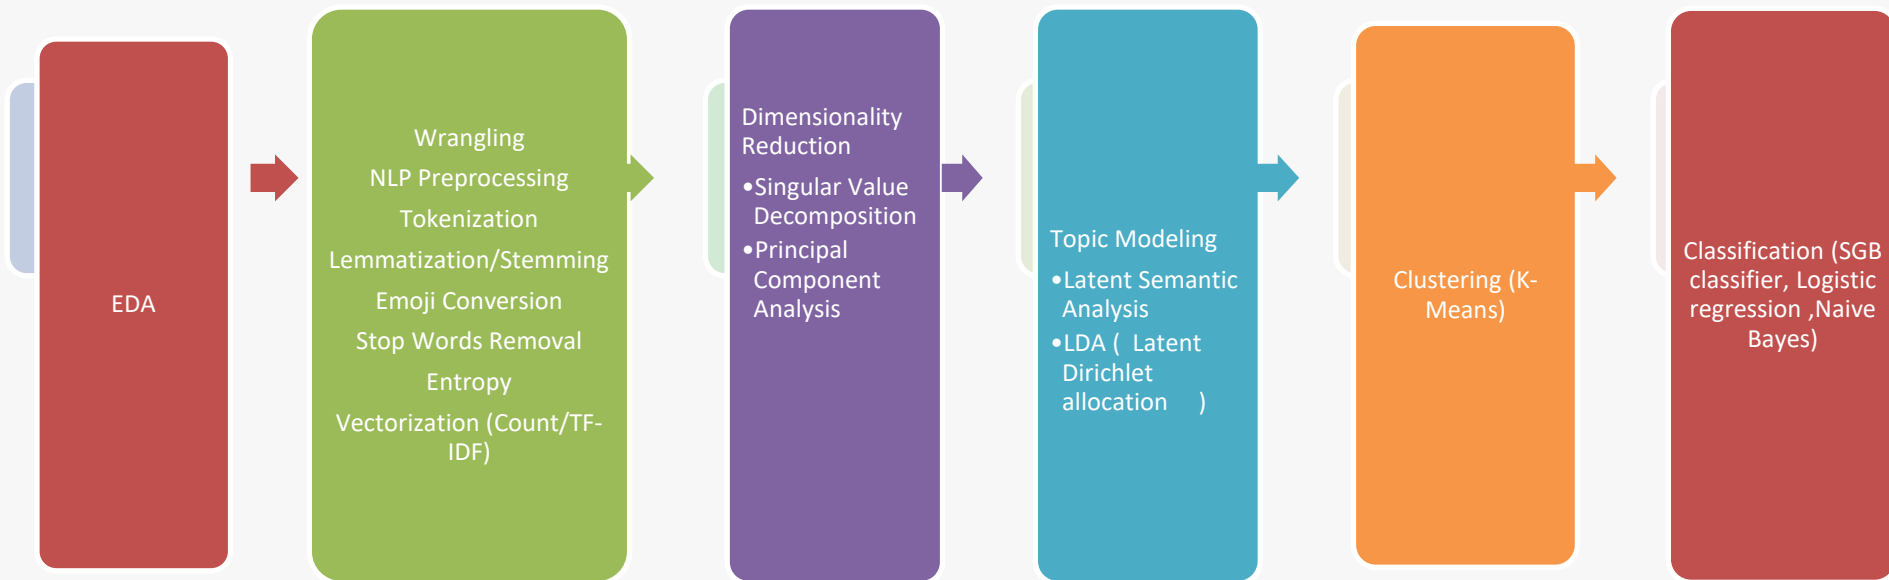 EDA
Wrangling
NLP Preprocessing
Tokenization
Lemmatization/Stemming
Emoji Conversion
Stop Words Removal
Entropy
Vectorization (Count/TF-
IDF)
Dimensionality
Reduction
•Singular Value
Decomposition
•Principal
Component
Analysis
Topic Modeling
•Latent Semantic
Analysis
•LDA ( Latent
Dirichlet
allocation )
Clustering (K-
Means)
Classification (SGB
classifier, Logistic
regression ,Naive
Bayes)